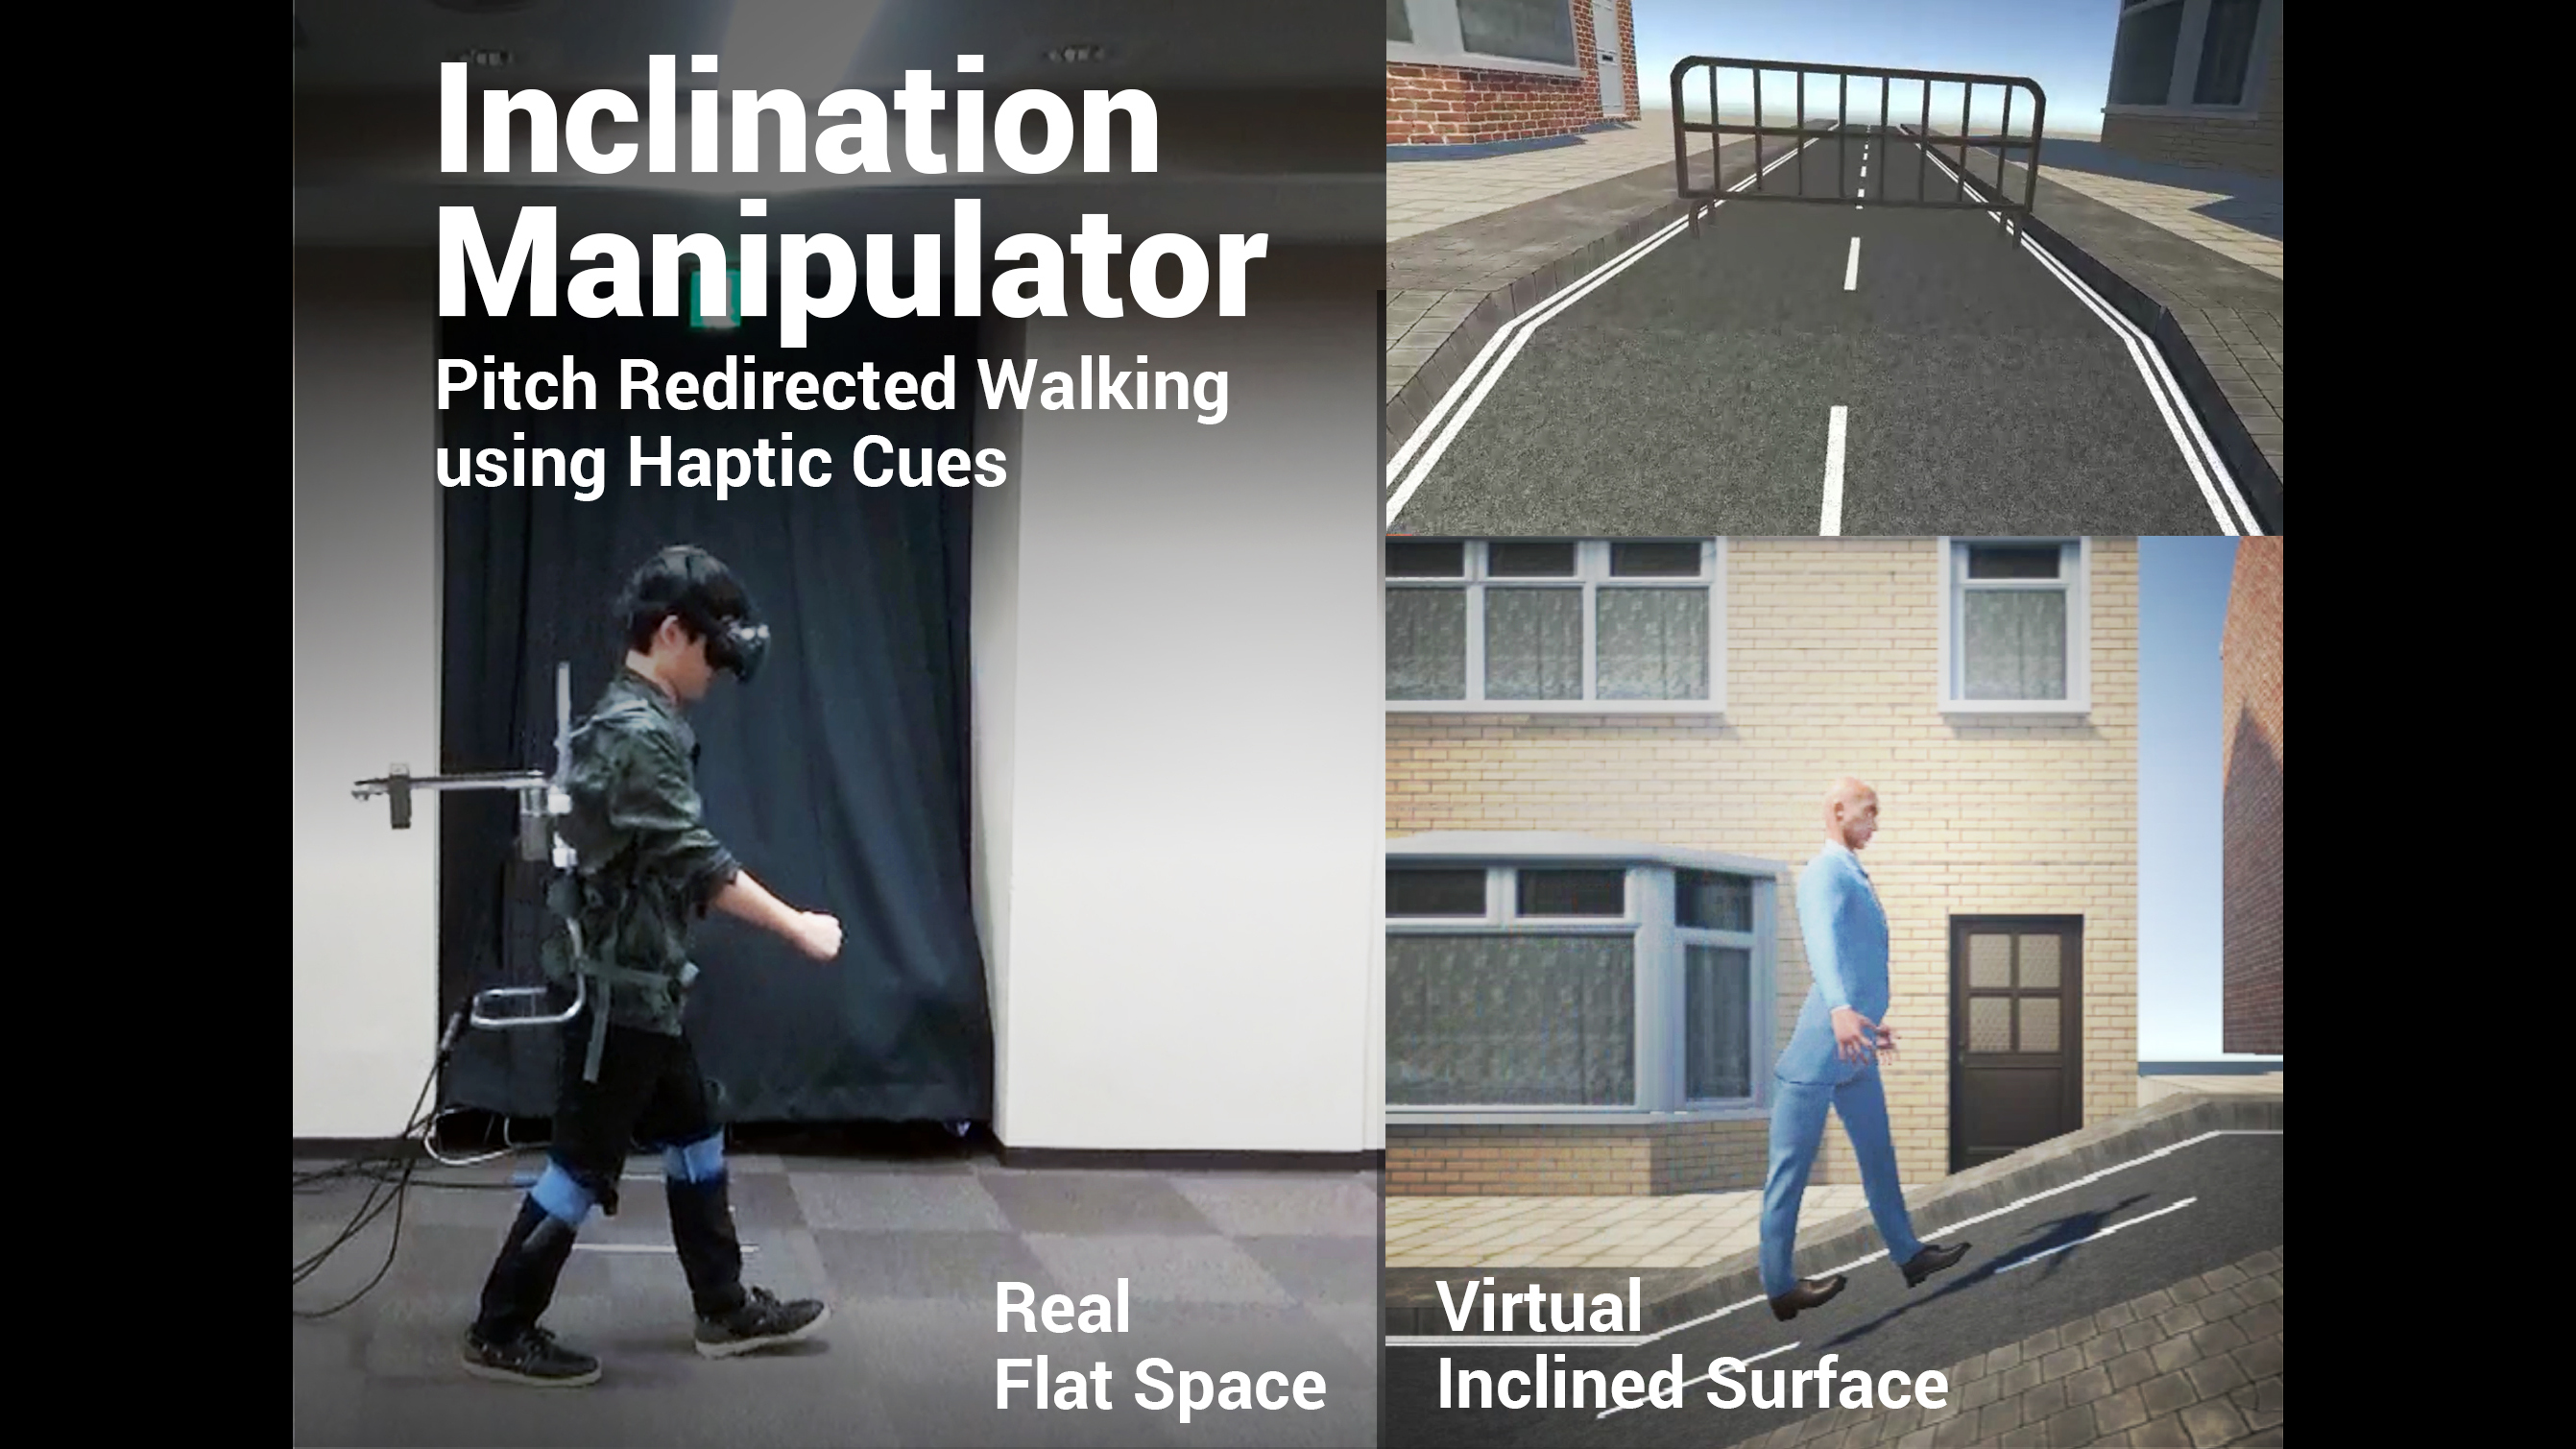 Inclination
Manipulator
Pitch Redirected Walking
using Haptic Cues
Real
Flat Space
Virtual
Inclined Surface